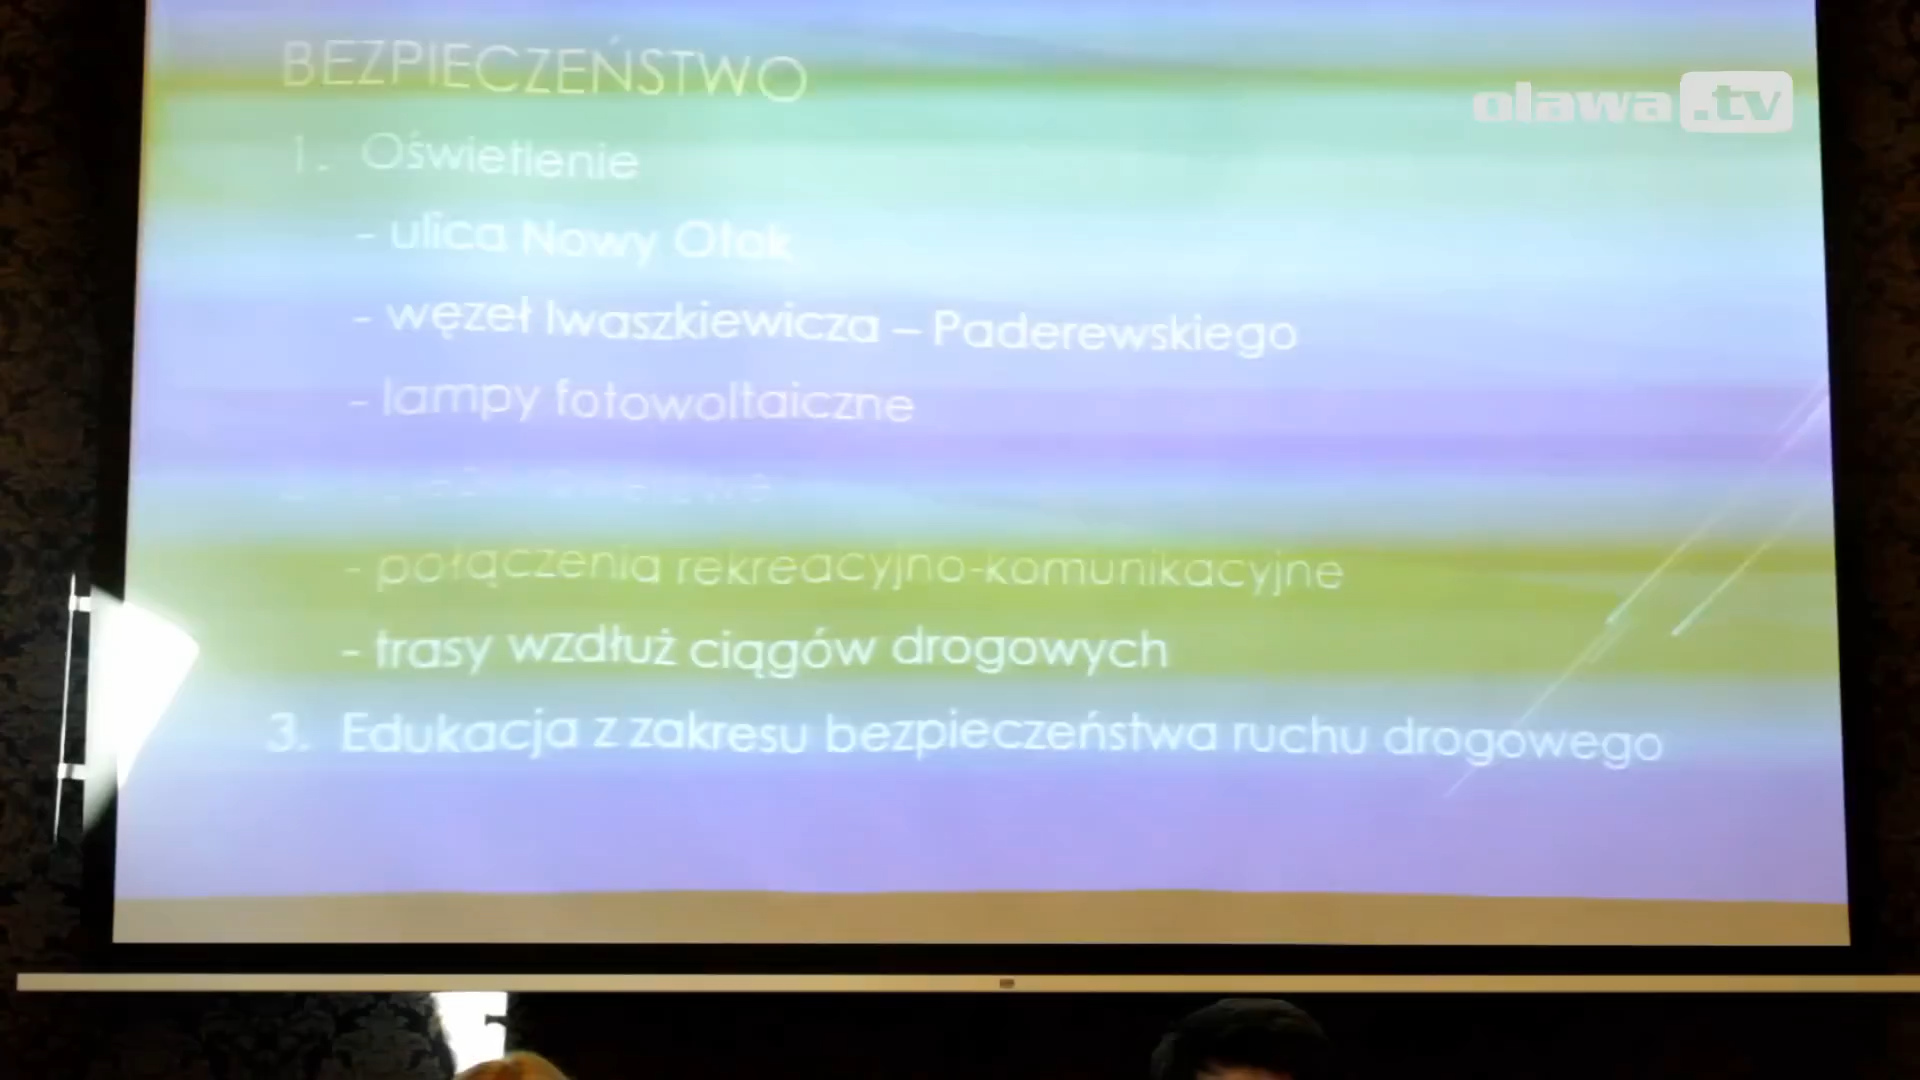 BEZPIECZEŃSTWO
olawa.tv
1. Oświetlenie
- ulica Nowy Otok
- węzeł Iwaszkiewicza – Paderewskiego
- lampy fotowoltaiczne
- połączenia rekreacyjno-komunikacyjne
- trasy wzdłuż ciągów drogowych
3. Edukacja z zakresu bezpieczeństwa ruchu drogowego